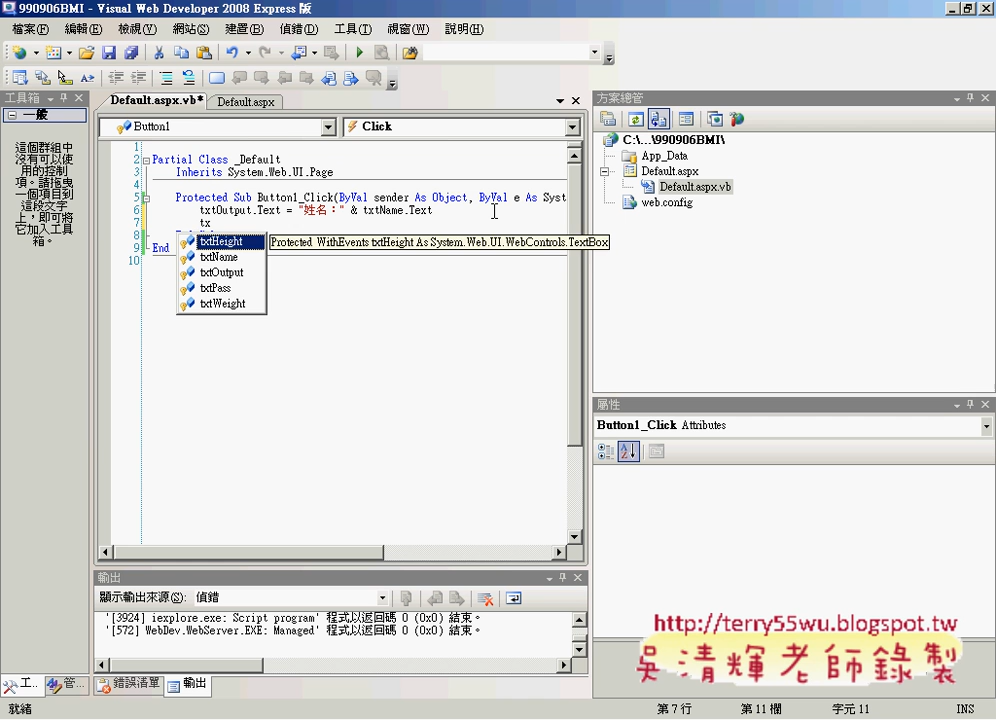 990906BMI - Visual Web Developer 2008 Express 版
檔案(F) 編輯(E) 檢視(V) 網站(S) 建置(B) 偵錯(D) 工具(T) 視窗(W) 說明(H)
工具箱
一般
這個群組中
沒有可以使
用的控制
項。請拖曳
一個項目到
這段文字
上，即可將
它加入工具
箱。
工... 管...
Default.aspx.vb* Default.aspx
Button1 Click
1
2 Partial Class _Default
3 Inherits System.Web.UI.Page
4
5 Protected Sub Button1_Click(ByVal sender As Object, ByVal e As Syst
6 txtOutput.Text = "姓名：" & txtName.Text
7 tx
8
9 End
10
txtHeight Protected WithEvents txtHeight As System.Web.UI.WebControls.TextBox
txtName
txtOutput
txtPass
txtWeight
輸出
顯示輸出來源(S): 偵錯
'[3924] iexplore.exe: Script program' 程式以返回碼 0 (0x0) 結束。
'[572] WebDev.WebServer.EXE: Managed' 程式以返回碼 0 (0x0) 結束。
錯誤清單 輸出
方案總管
C:\...\990906BMI\
App_Data
Default.aspx
Default.aspx.vb
web.config
屬性
Button1_Click Attributes
http://terry55wu.blogspot.tw
吳清輝老師錄製
就緒 第 7 行 第 11 欄 字元 11 INS